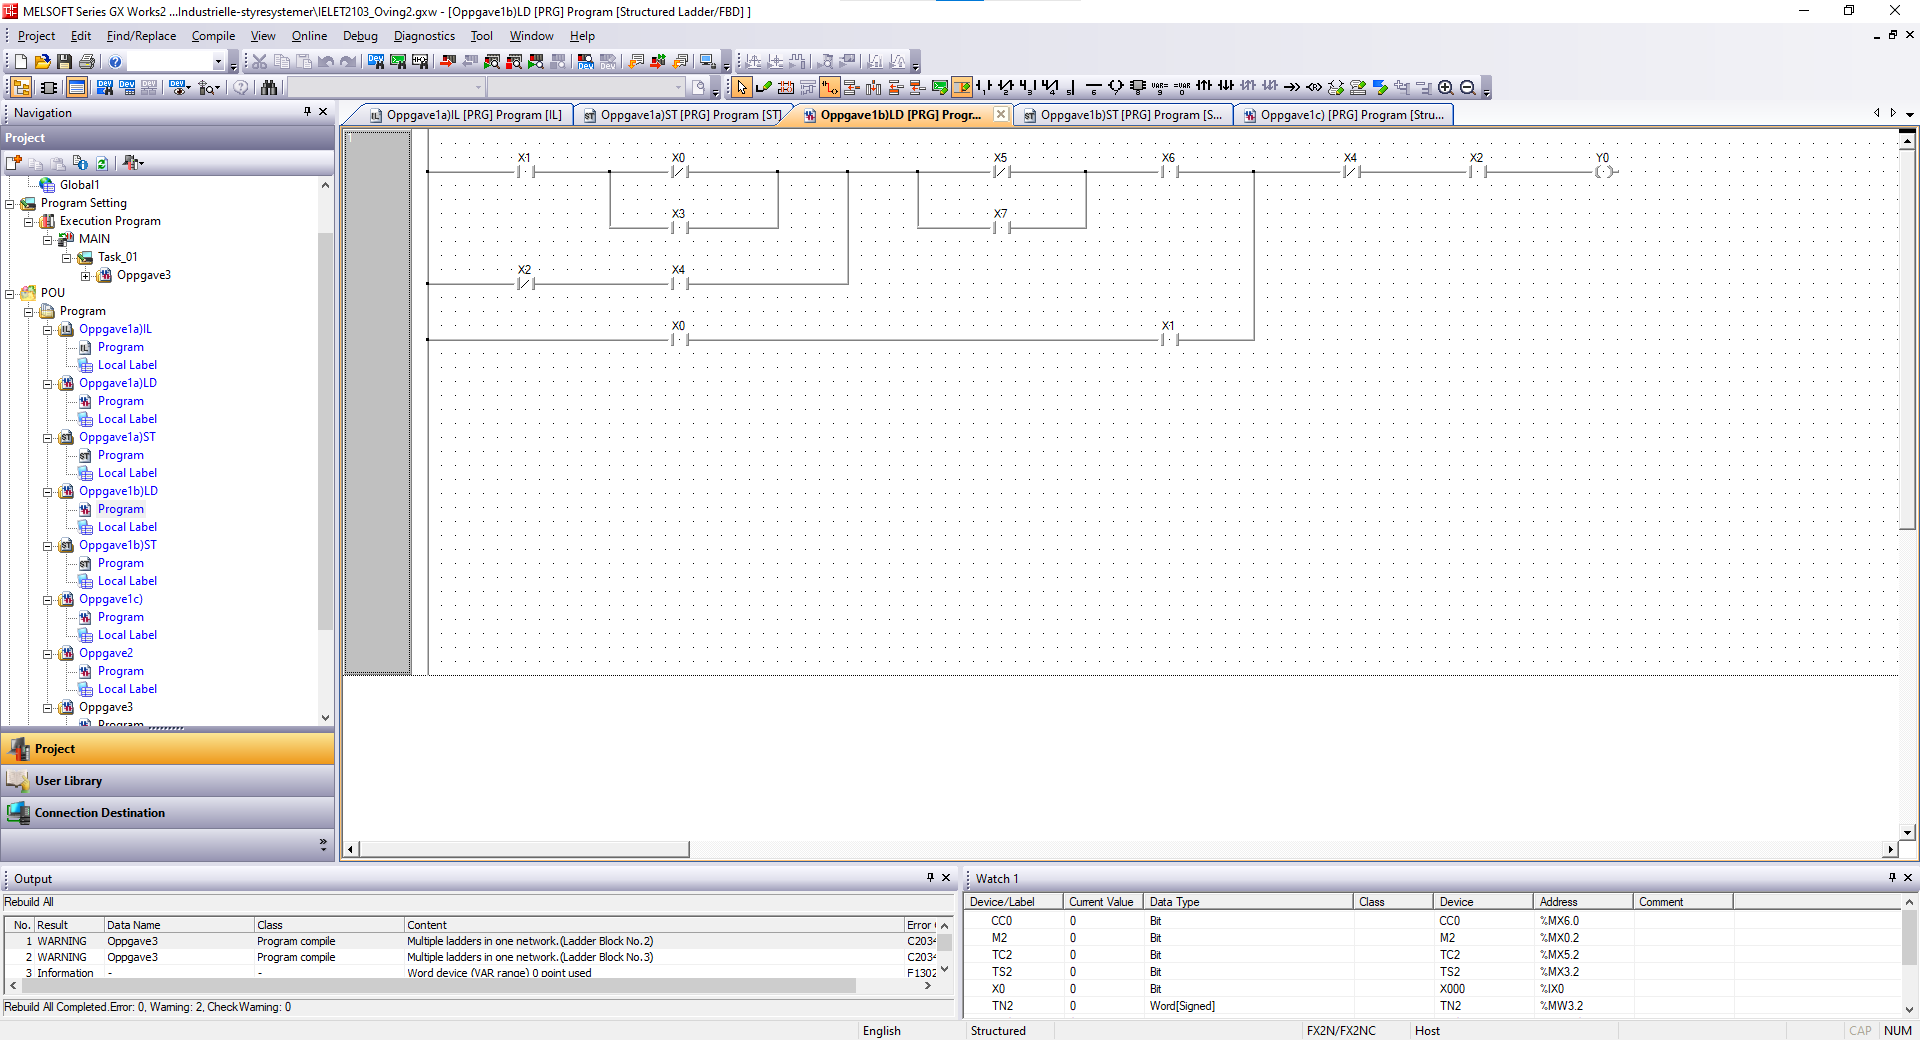 MELSOFT Series GX Works2 ...Industrielle-styresystemer\IELET2103_Oving2.gxw - [Oppgave1b)LD [PRG] Program [Structured Ladder/FBD] ]
Project Edit Find/Replace Compile View Online Debug Diagnostics Tool Window Help
Navigation
Oppgave1a)IL [PRG] Program [IL]
Oppgave1a)ST [PRG] Program [ST]
Oppgave1b)LD [PRG] Progr...
Oppgave1b)ST [PRG] Program [S...
Oppgave1c) [PRG] Program [Stru...
Project
Global1
Program Setting
Execution Program
MAIN
Task_01
Oppgave3
POU
Program
Oppgave1a)IL
Program
Local Label
Oppgave1a)LD
Program
Local Label
Oppgave1a)ST
Program
Local Label
Oppgave1b)LD
Program
Local Label
Oppgave1b)ST
Program
Local Label
Oppgave1c)
Program
Local Label
Oppgave2
Program
Local Label
Oppgave3
Program
Project
User Library
Connection Destination
X1 X0 X5 X6 X4 X2 Y0
X3 X7
X2 X4
X0 X1
Output
Rebuild All
No. Result Data Name Class Content Error
1 WARNING Oppgave3 Program compile Multiple ladders in one network.(Ladder Block No.2) C2034
2 WARNING Oppgave3 Program compile Multiple ladders in one network.(Ladder Block No.3) C2034
3 Information - - Word device (VAR range) 0 point used F1302
Rebuild All Completed.Error: 0, Warning: 2, CheckWarning: 0
Watch 1
Device/Label Current Value Data Type Class Device Address Comment
CC0 0 Bit CC0 %MX6.0
M2 0 Bit M2 %MX0.2
TC2 0 Bit TC2 %MX5.2
TS2 0 Bit TS2 %MX3.2
X0 0 Bit X000 %IX0
TN2 0 Word[Signed] TN2 %MW3.2
English Structured FX2N/FX2NC Host CAP NUM